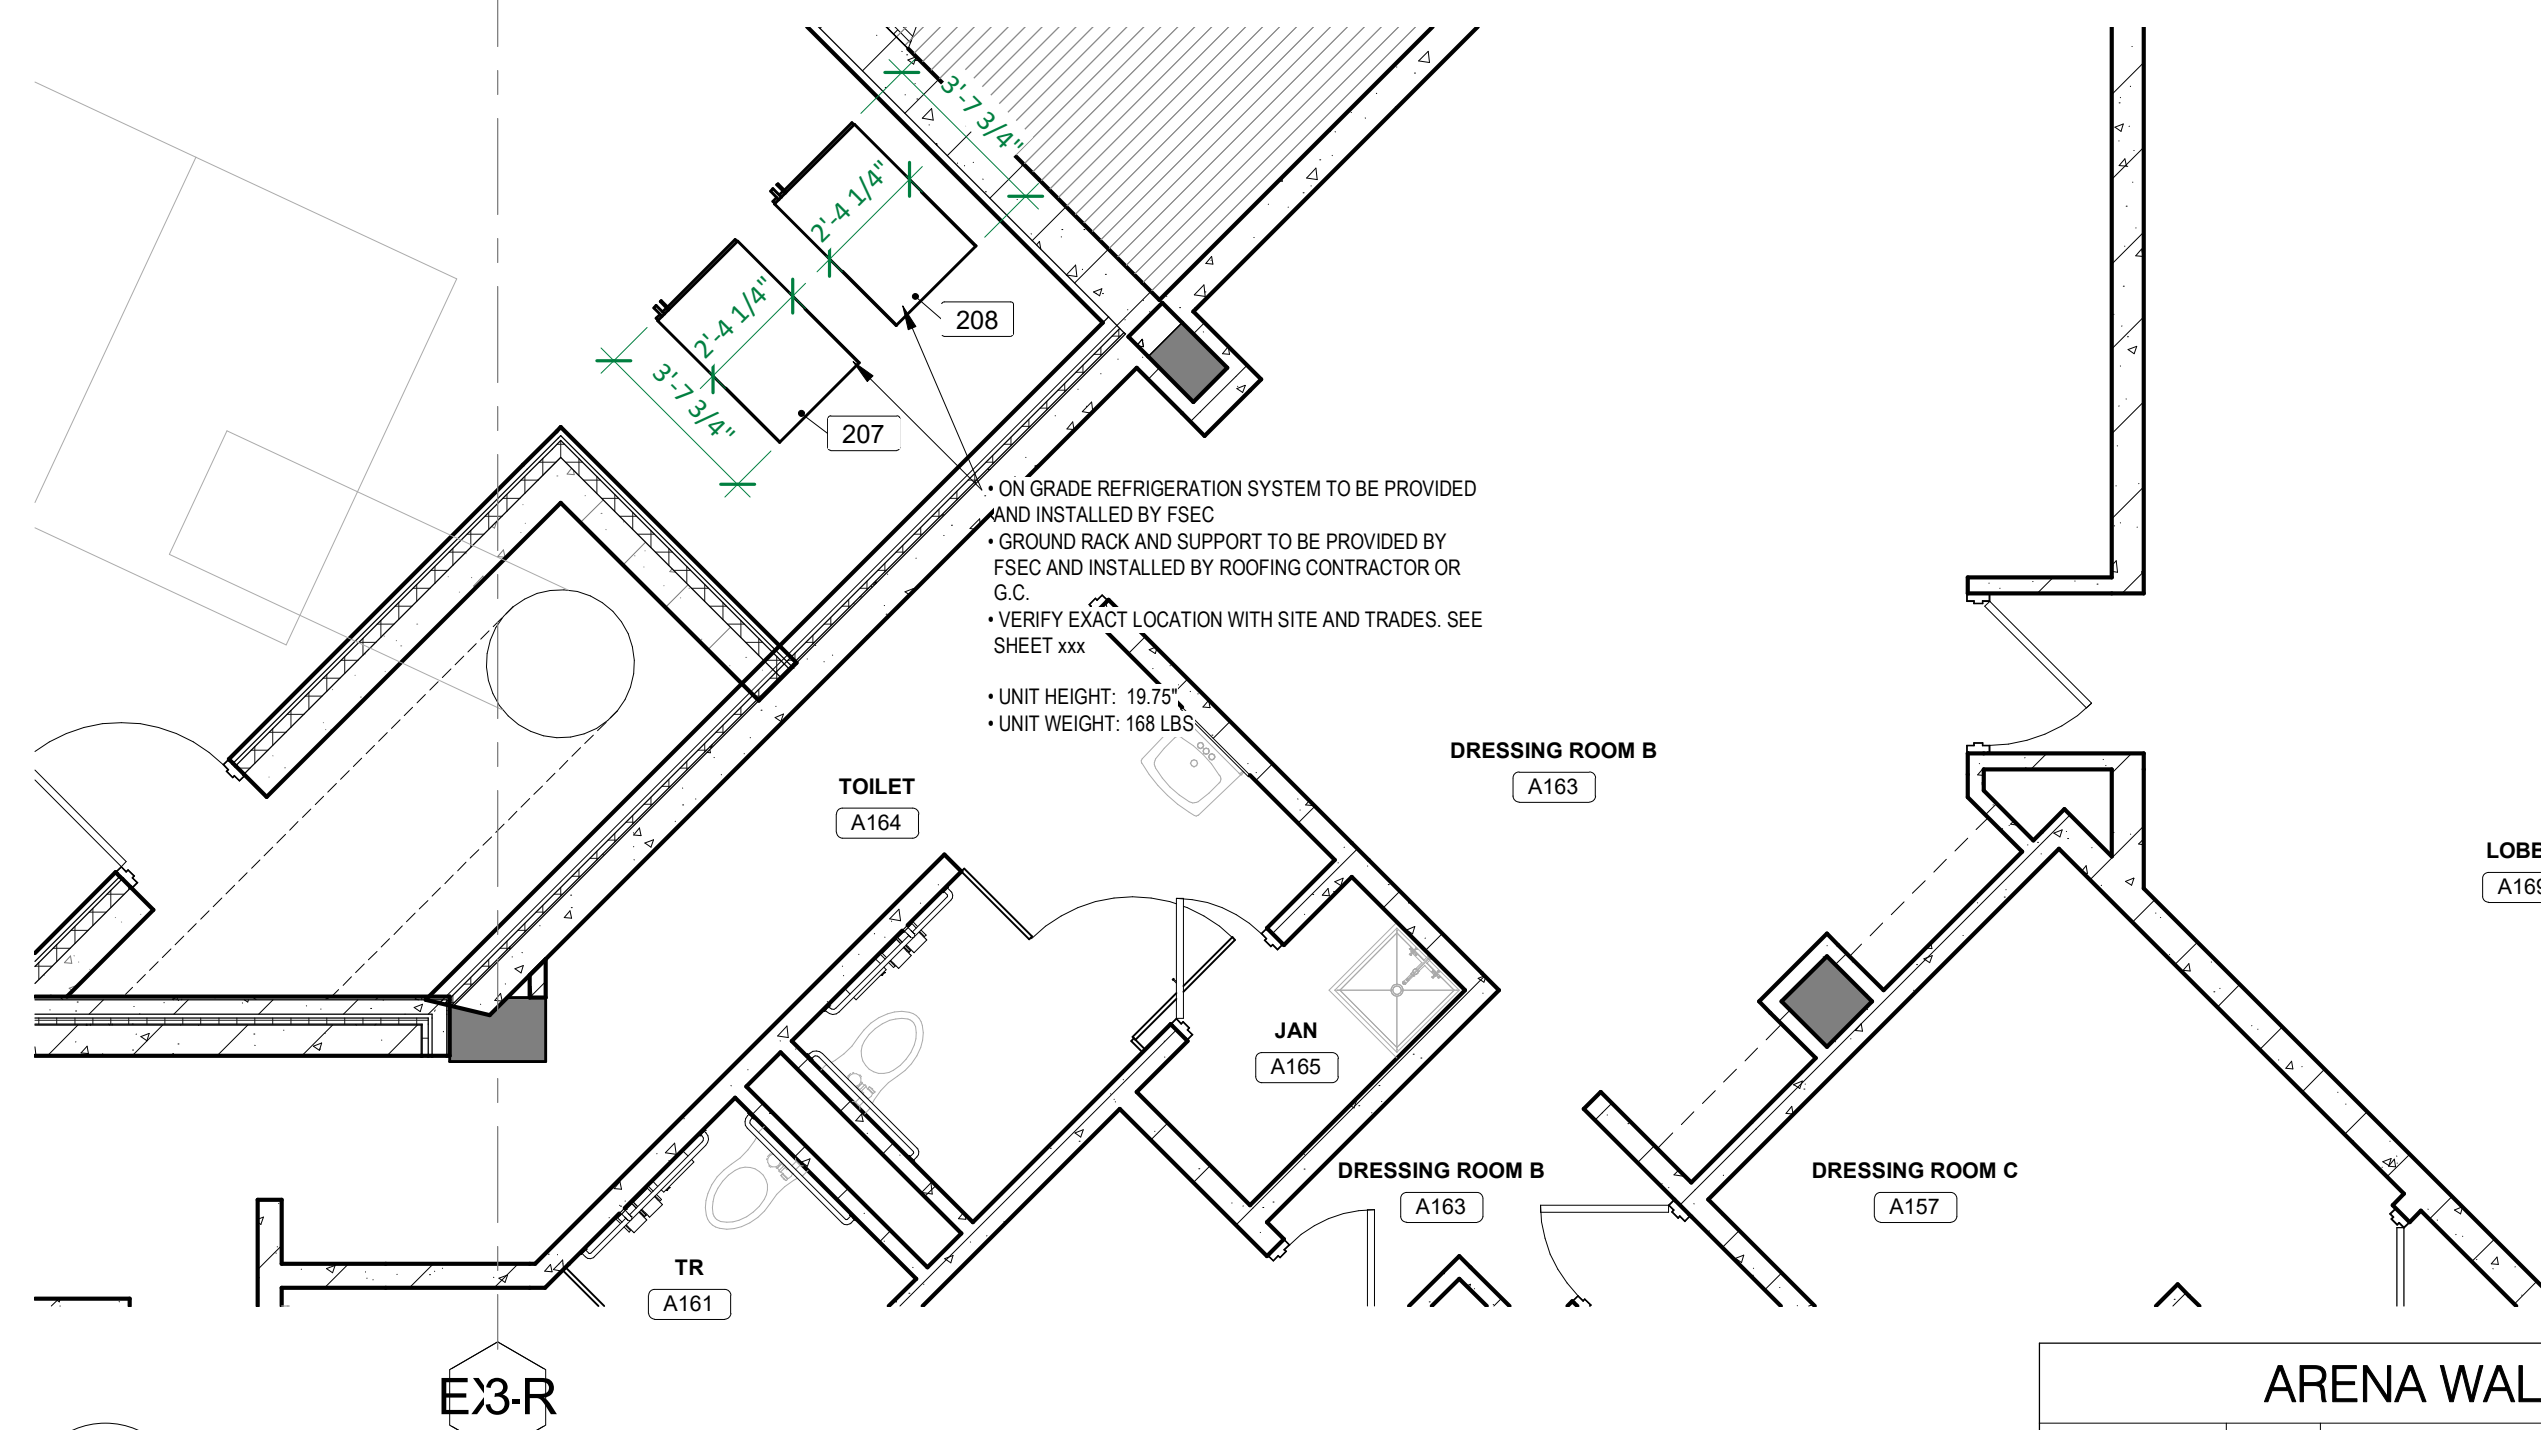 3'-7 3/4"
2'-4 1/4"
2'-4 1/4"
3'-7 3/4"
208
207
• ON GRADE REFRIGERATION SYSTEM TO BE PROVIDED
AND INSTALLED BY FSEC
• GROUND RACK AND SUPPORT TO BE PROVIDED BY
FSEC AND INSTALLED BY ROOFING CONTRACTOR OR
G.C.
• VERIFY EXACT LOCATION WITH SITE AND TRADES. SEE
SHEET xxx
• UNIT HEIGHT: 19.75"
• UNIT WEIGHT: 168 LBS
DRESSING ROOM B
A163
TOILET
A164
LOBB
A169
JAN
A165
DRESSING ROOM B
A163
DRESSING ROOM C
A157
TR
A161
EX3-R
ARENA WAL